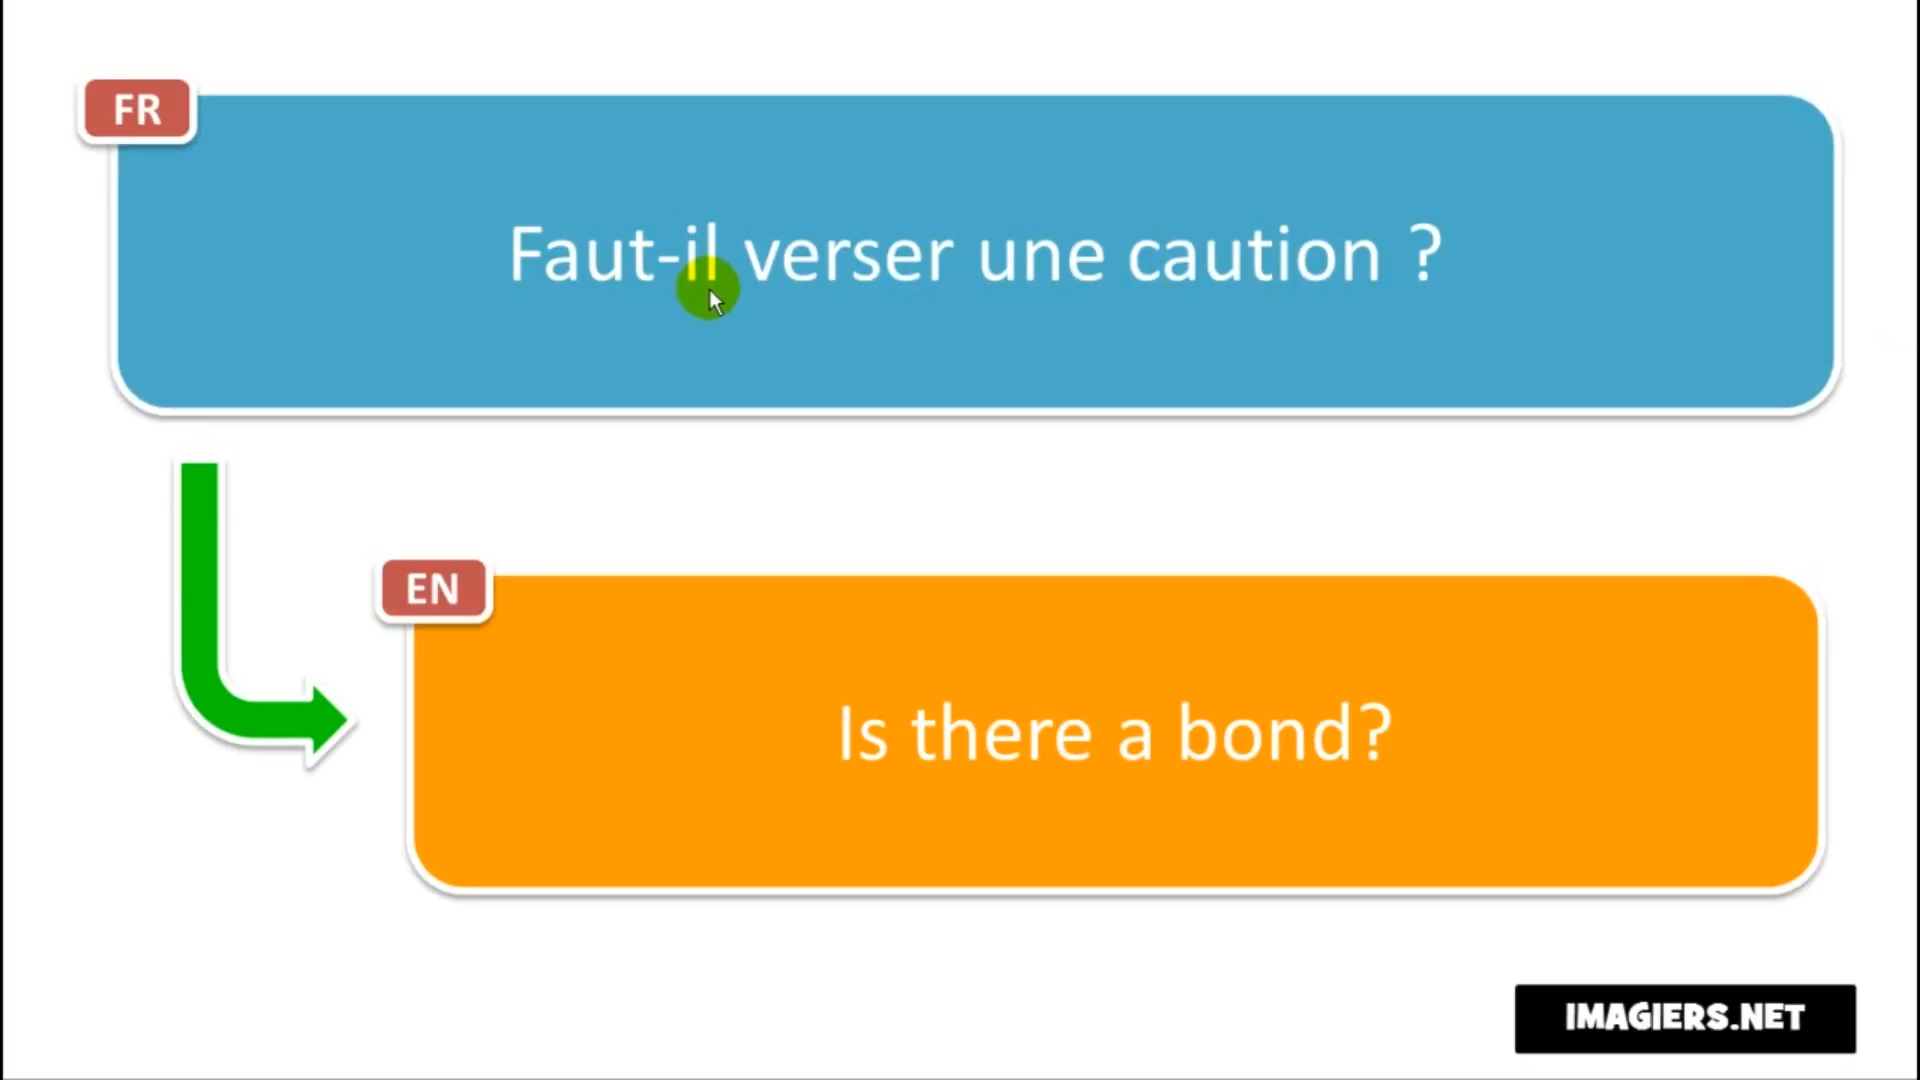 FR
Faut-il verser une caution ?
EN
Is there a bond?
IMAGIERS.NET